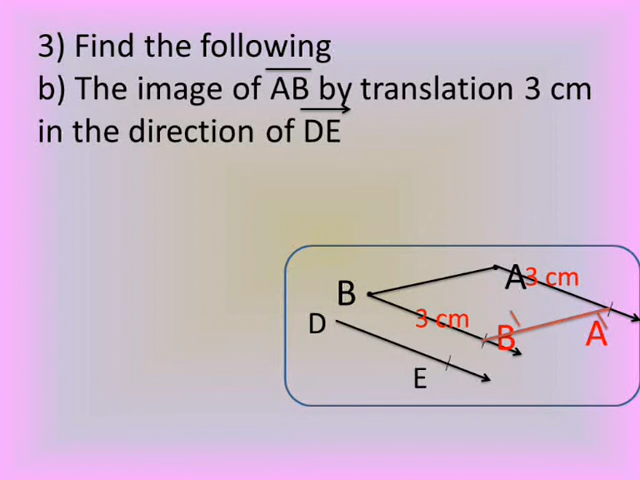 3) Find the following
b) The image of AB by translation 3 cm
in the direction of DE
A 3 cm
B
3 cm
D
B\ A\
E